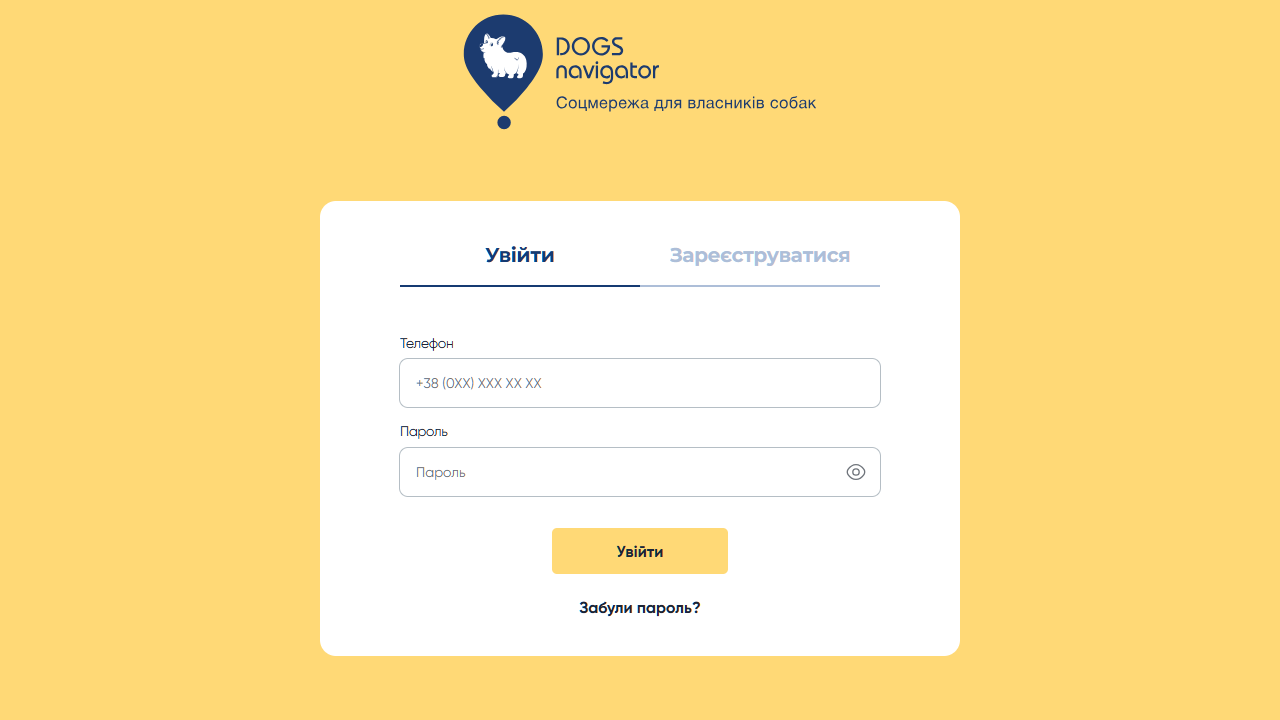 DOGS
navigator
Соцмережа для власників собак
Увійти
Зареєструватися
Телефон
+38 (0XX) XXX XX XX
Пароль
Пароль
Увійти
Забули пароль?